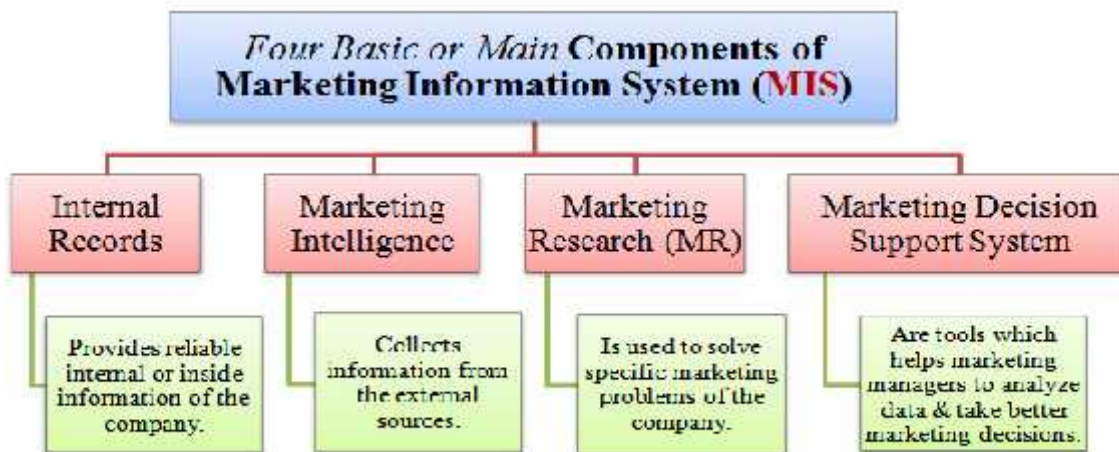 Four Basic or Main Components of
Marketing Information System (MIS)
Internal
Records
Marketing
Intelligence
Marketing
Research (MR)
Marketing Decision
Support System
Provides reliable
internal or inside
information of the
company.
Collects
information from
the external
sources.
Is used to solve
specific marketing
problems of the
company.
Are tools which
helps marketing
managers to analyze
data & take better
marketing decisions.